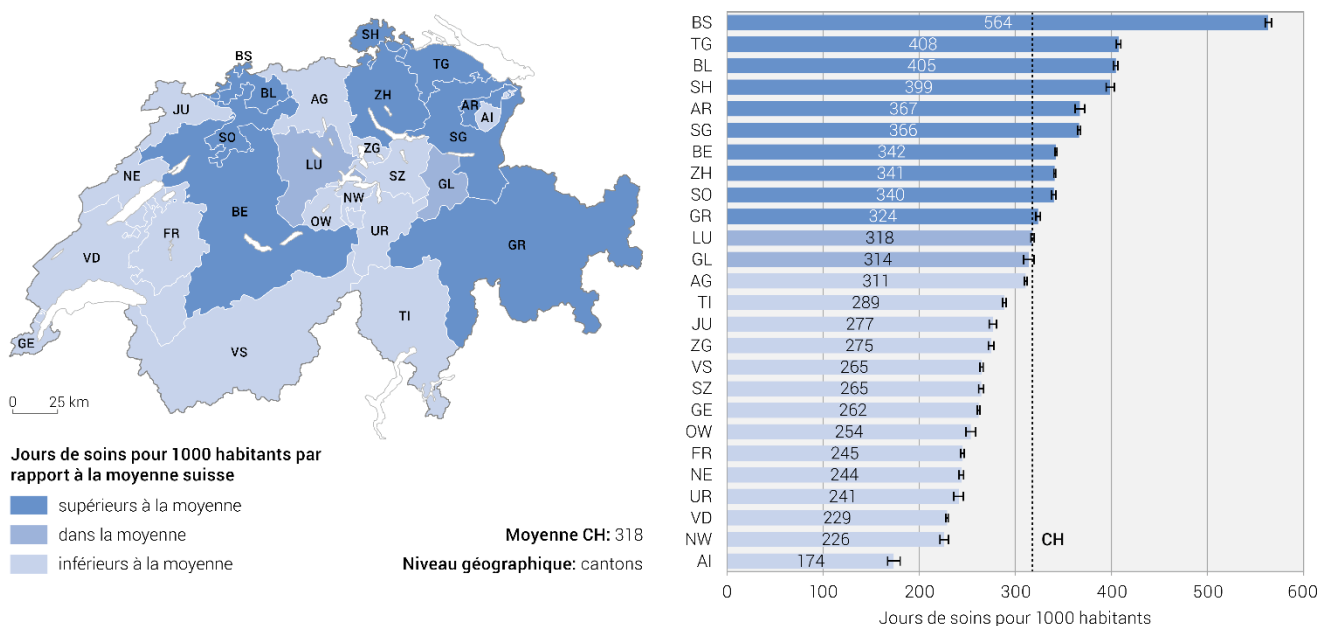 SH
BS
TG
BL
AG
ZH
JU
AR
AI
SO
SG
ZG
LU
NE
SZ
GL
NW
BE
OW
FR
UR
GR
VD
TI
GE
VS
0 25 km
Jours de soins pour 1000 habitants par
rapport à la moyenne suisse
supérieurs à la moyenne
dans la moyenne
inférieurs à la moyenne
Moyenne CH: 318
Niveau géographique: cantons
BS 564
TG 408
BL 405
SH 399
AR 367
SG 366
BE 342
ZH 341
SO 340
GR 324
LU 318
GL 314
AG 311
TI 289
JU 277
ZG 275
VS 265
SZ 265
GE 262
OW 254
FR 245
NE 244
UR 241
VD 229
NW 226
CH
AI 174
0 100 200 300 400 500 600
Jours de soins pour 1000 habitants